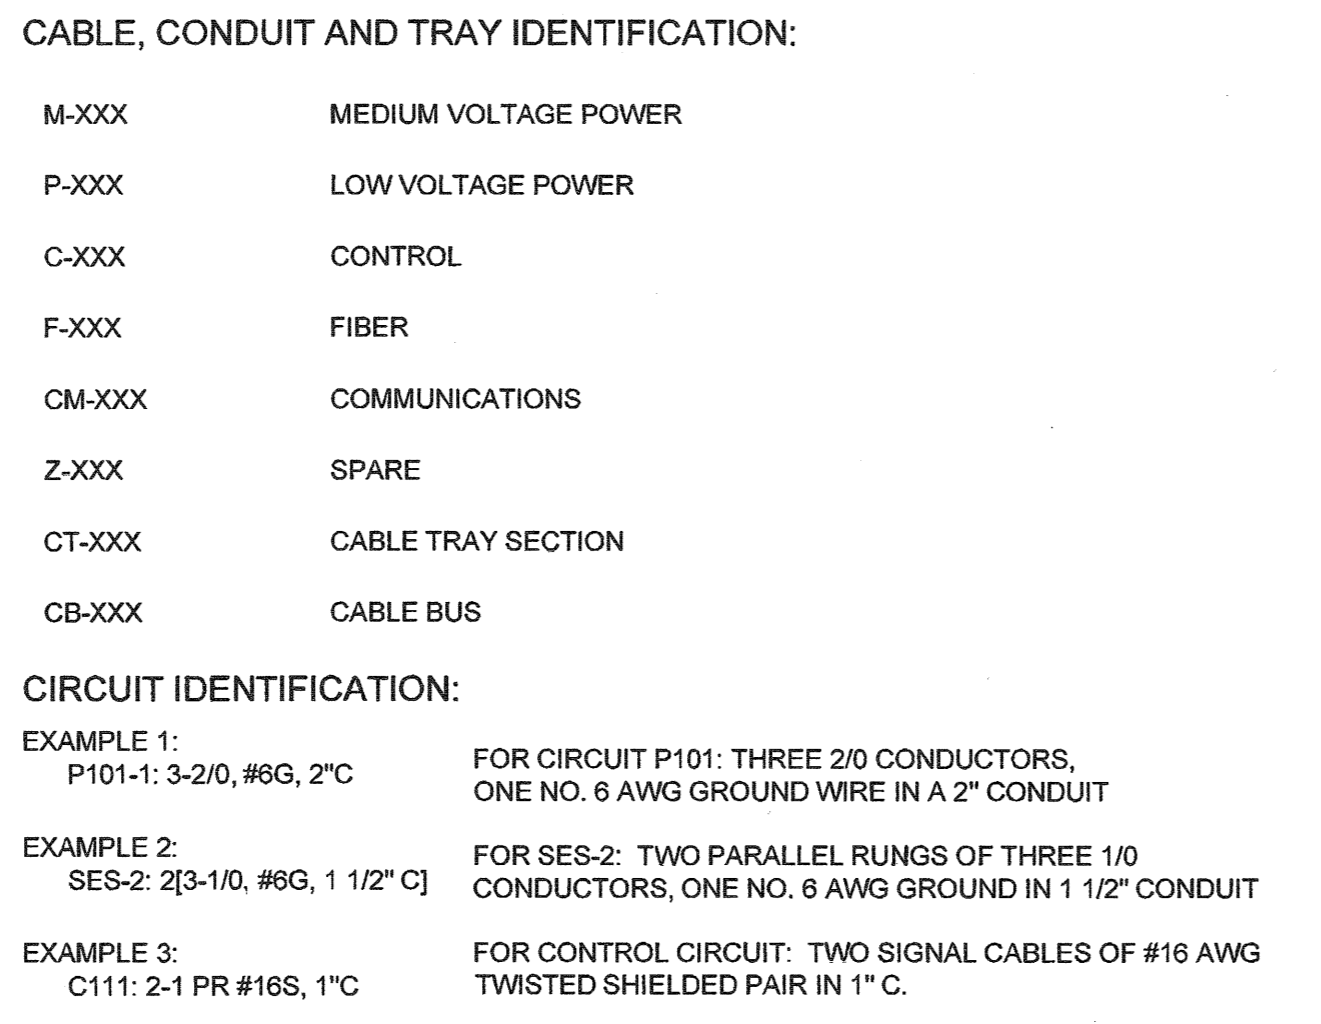 CABLE, CONDUIT AND TRAY IDENTIFICATION:
M-XXX MEDIUM VOLTAGE POWER
P-XXX LOW VOLTAGE POWER
C-XXX CONTROL
F-XXX FIBER
CM-XXX COMMUNICATIONS
Z-XXX SPARE
CT-XXX CABLE TRAY SECTION
CB-XXX CABLE BUS
CIRCUIT IDENTIFICATION:
EXAMPLE 1:
P101-1: 3-2/0, #6G, 2"C
FOR CIRCUIT P101: THREE 2/0 CONDUCTORS,
ONE NO. 6 AWG GROUND WIRE IN A 2" CONDUIT
EXAMPLE 2:
SES-2: 2[3-1/0, #6G, 1 1/2" C]
FOR SES-2: TWO PARALLEL RUNGS OF THREE 1/0
CONDUCTORS, ONE NO. 6 AWG GROUND IN 1 1/2" CONDUIT
EXAMPLE 3:
C111: 2-1 PR #16S, 1"C
FOR CONTROL CIRCUIT: TWO SIGNAL CABLES OF #16 AWG
TWISTED SHIELDED PAIR IN 1" C.